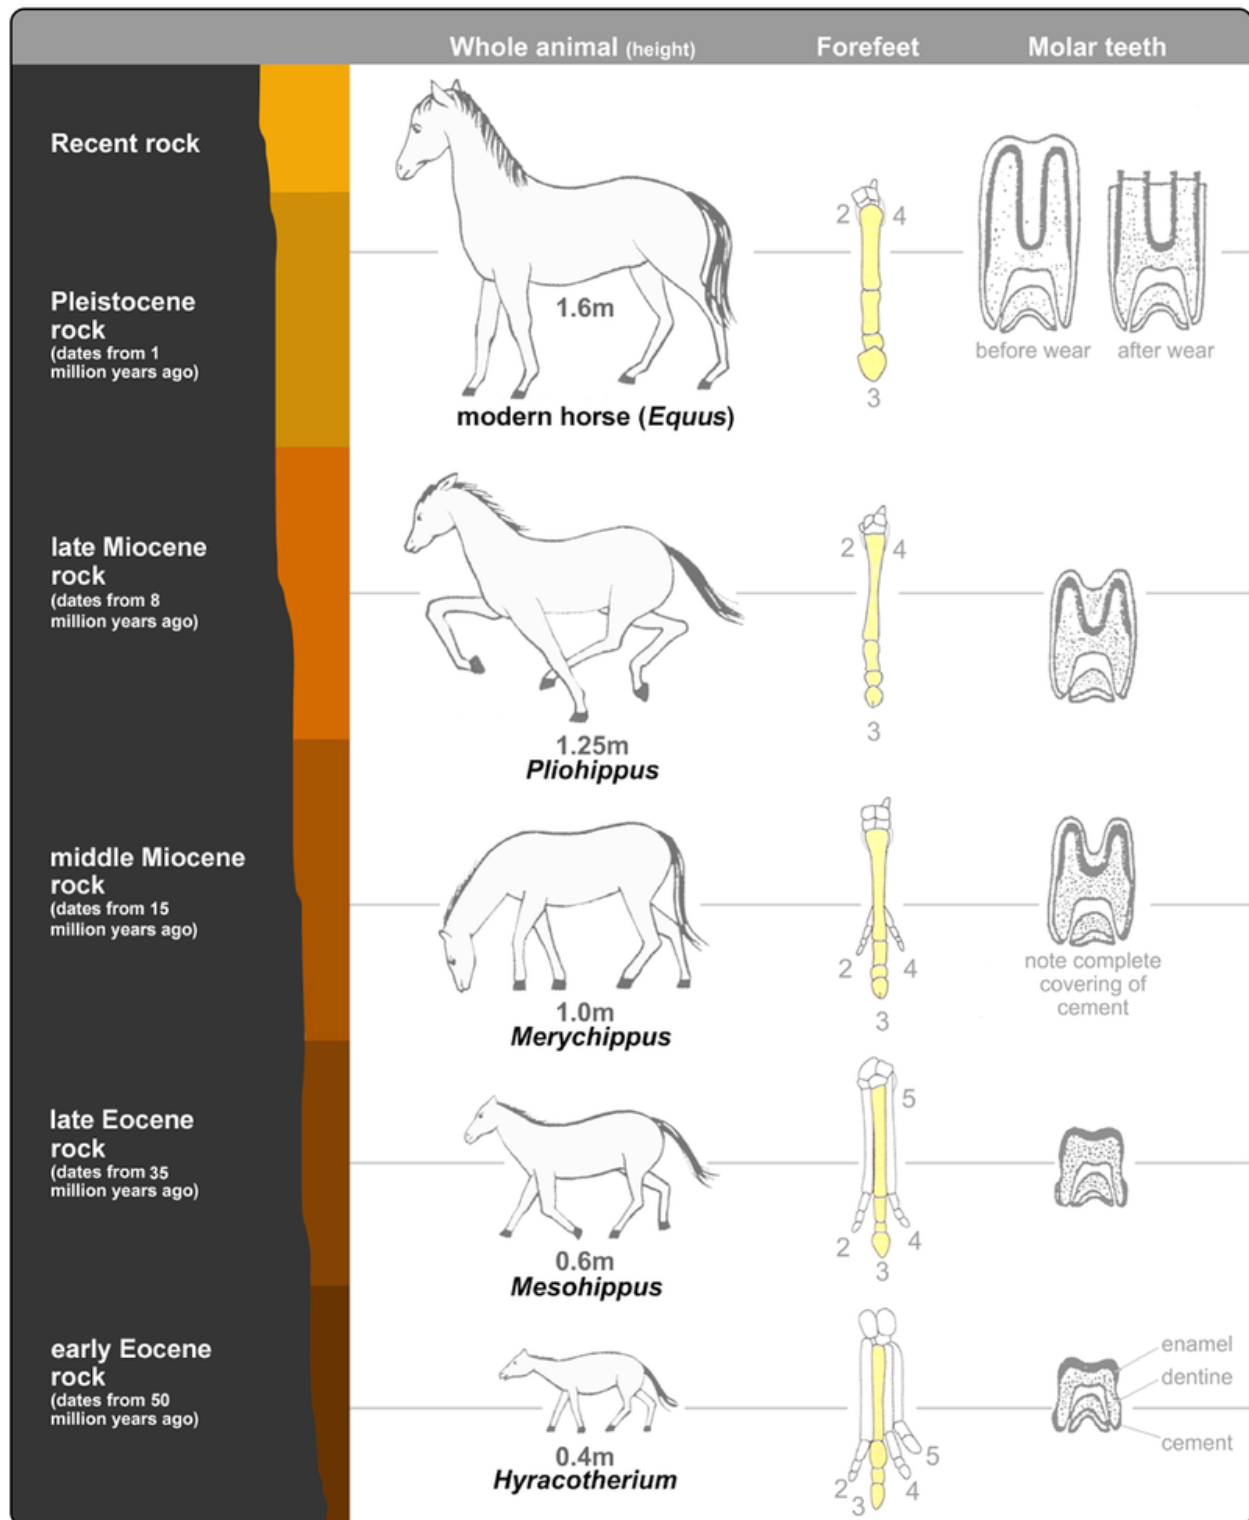 Whole animal (height)
Forefeet
Molar teeth
Recent rock
Pleistocene
rock
(dates from 1
million years ago)
1.6m
modern horse (Equus)
2
4
3
before wear
after wear
late Miocene
rock
(dates from 8
million years ago)
1.25m
Pliohippus
2
4
3
middle Miocene
rock
(dates from 15
million years ago)
1.0m
Merychippus
2
4
3
note complete
covering of
cement
late Eocene
rock
(dates from 35
million years ago)
0.6m
Mesohippus
5
2
4
3
early Eocene
rock
(dates from 50
million years ago)
0.4m
Hyracotherium
2
3
4
5
enamel
dentine
cement